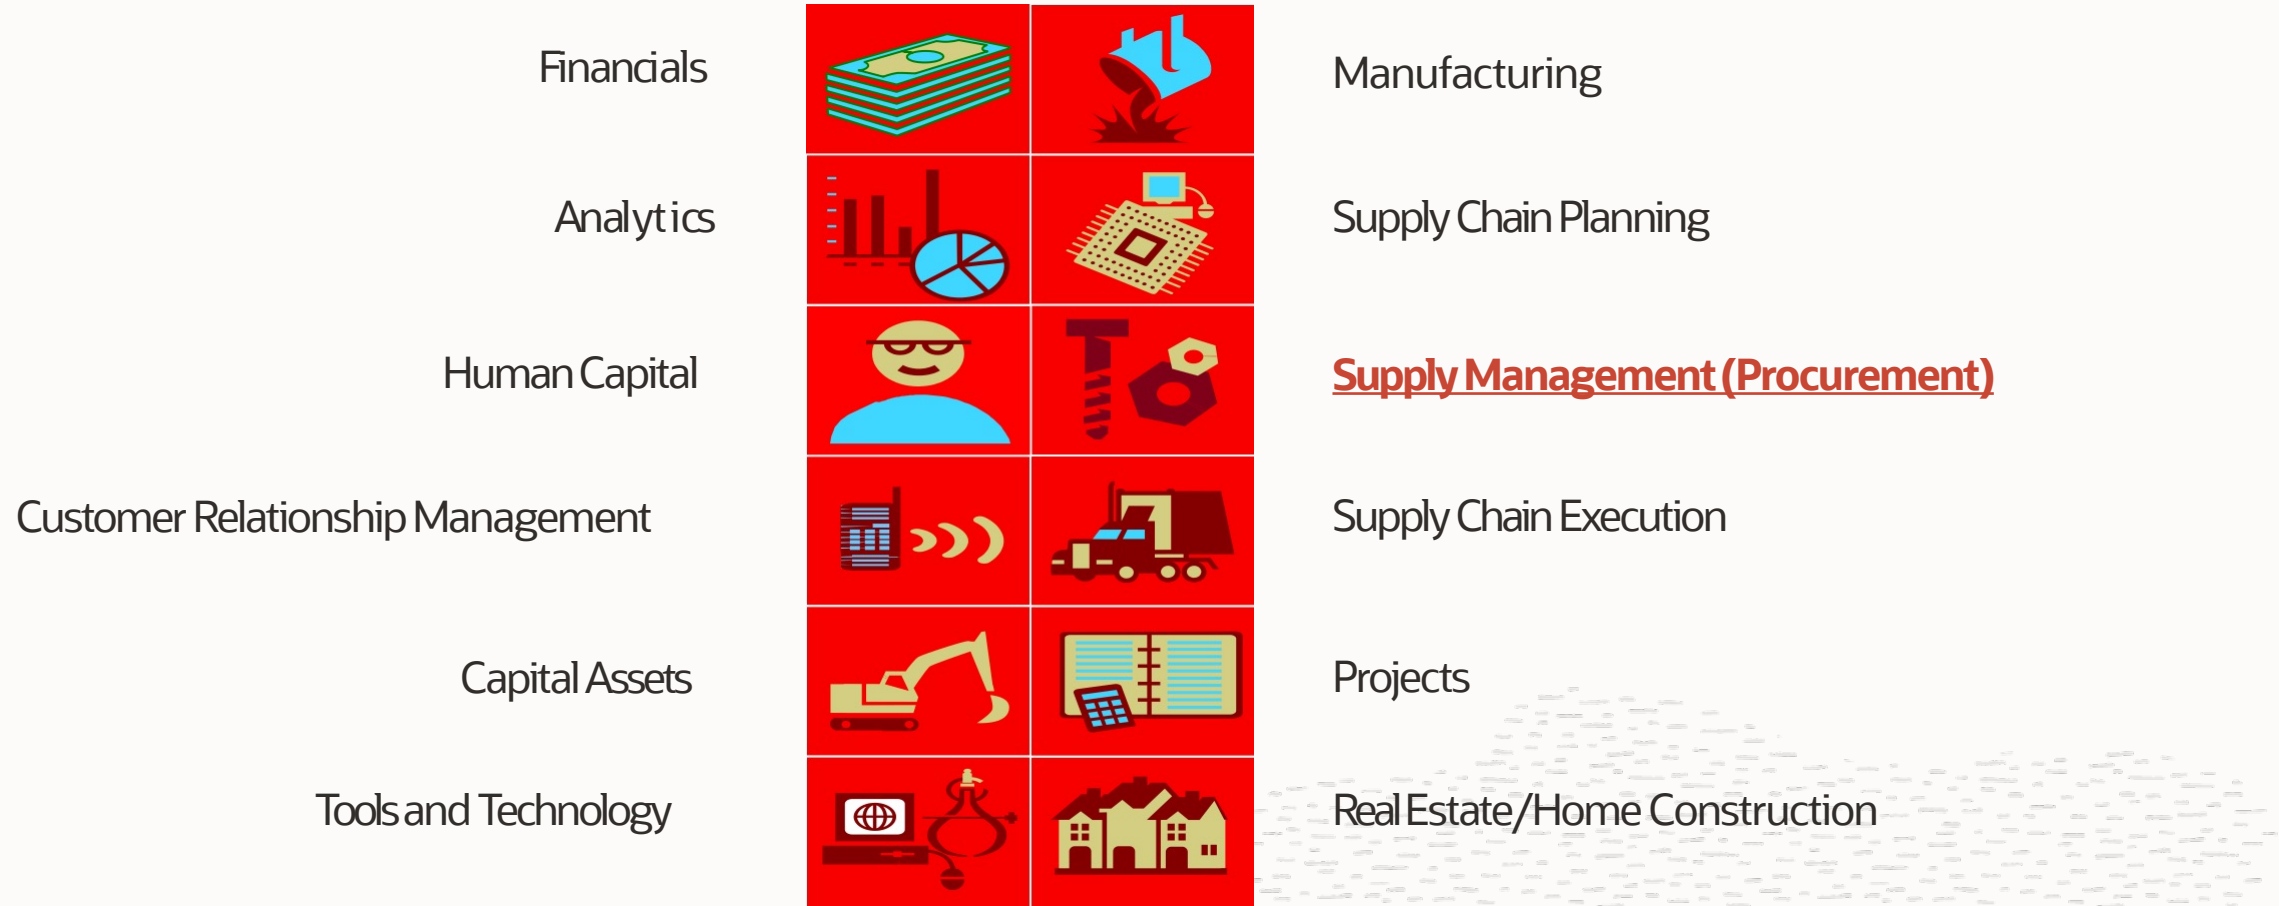 Financials
Manufacturing
Analytics
Supply Chain Planning
Human Capital
Supply Management (Procurement)
Customer Relationship Management
Supply Chain Execution
Capital Assets
Projects
Tools and Technology
Real Estate/Home Construction